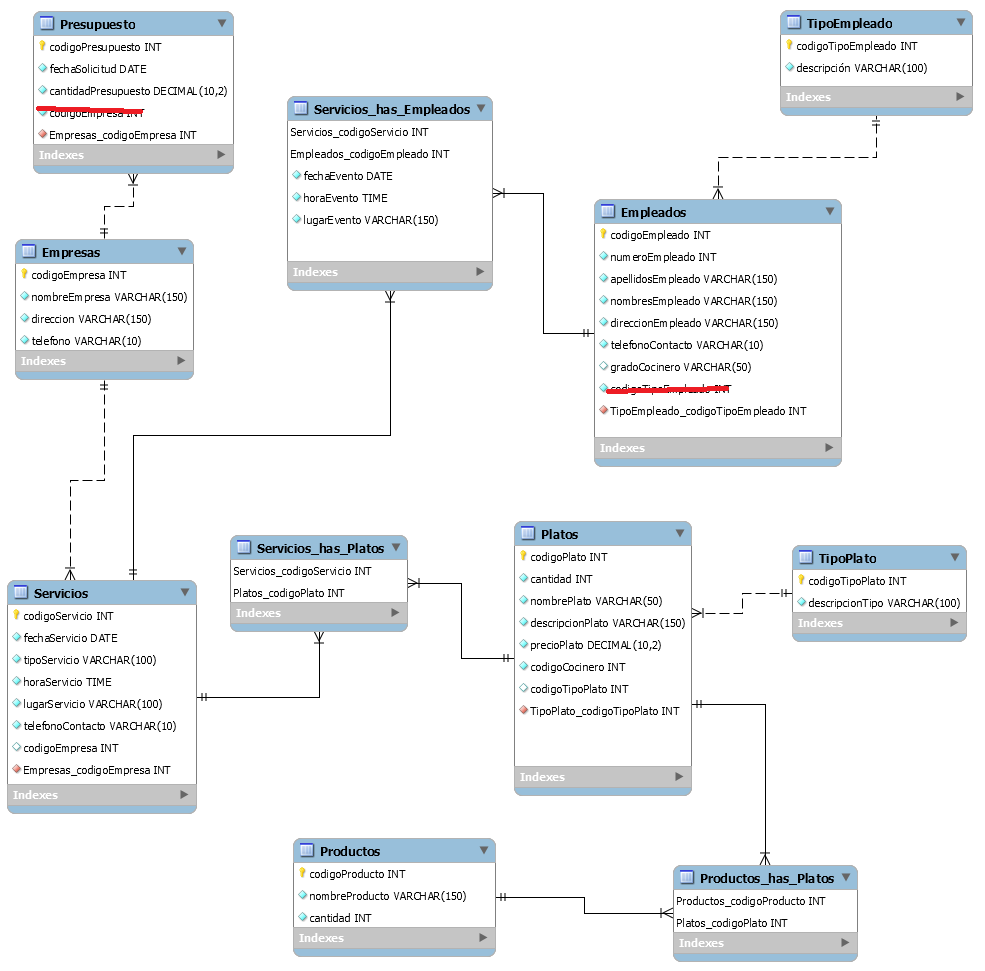 Presupuesto
codigoPresupuesto INT
fechaSolicitud DATE
cantidadPresupuesto DECIMAL(10,2)
codigoEmpresa INT
Empresas_codigoEmpresa INT
Indexes
TipoEmpleado
codigoTipoEmpleado INT
descripción VARCHAR(100)
Indexes
Servicios_has_Empleados
Servicios_codigoServicio INT
Empleados_codigoEmpleado INT
fechaEvento DATE
horaEvento TIME
lugarEvento VARCHAR(150)
Indexes
Empleados
codigoEmpleado INT
numeroEmpleado INT
apellidosEmpleado VARCHAR(150)
nombresEmpleado VARCHAR(150)
direccionEmpleado VARCHAR(150)
telefonoContacto VARCHAR(10)
gradoCocinero VARCHAR(50)
codigoTipoEmpleado INT
TipoEmpleado_codigoTipoEmpleado INT
Indexes
Empresas
codigoEmpresa INT
nombreEmpresa VARCHAR(150)
direccion VARCHAR(150)
telefono VARCHAR(10)
Indexes
Servicios_has_Platos
Servicios_codigoServicio INT
Platos_codigoPlato INT
Indexes
Platos
codigoPlato INT
cantidad INT
nombrePlato VARCHAR(50)
descripcionPlato VARCHAR(150)
precioPlato DECIMAL(10,2)
codigoCocinero INT
codigoTipoPlato INT
TipoPlato_codigoTipoPlato INT
Indexes
TipoPlato
codigoTipoPlato INT
descripcionTipo VARCHAR(100)
Indexes
Servicios
codigoServicio INT
fechaServicio DATE
tipoServicio VARCHAR(100)
horaServicio TIME
lugarServicio VARCHAR(100)
telefonoContacto VARCHAR(10)
codigoEmpresa INT
Empresas_codigoEmpresa INT
Indexes
Productos
codigoProducto INT
nombreProducto VARCHAR(150)
cantidad INT
Indexes
Productos_has_Platos
Productos_codigoProducto INT
Platos_codigoPlato INT
Indexes